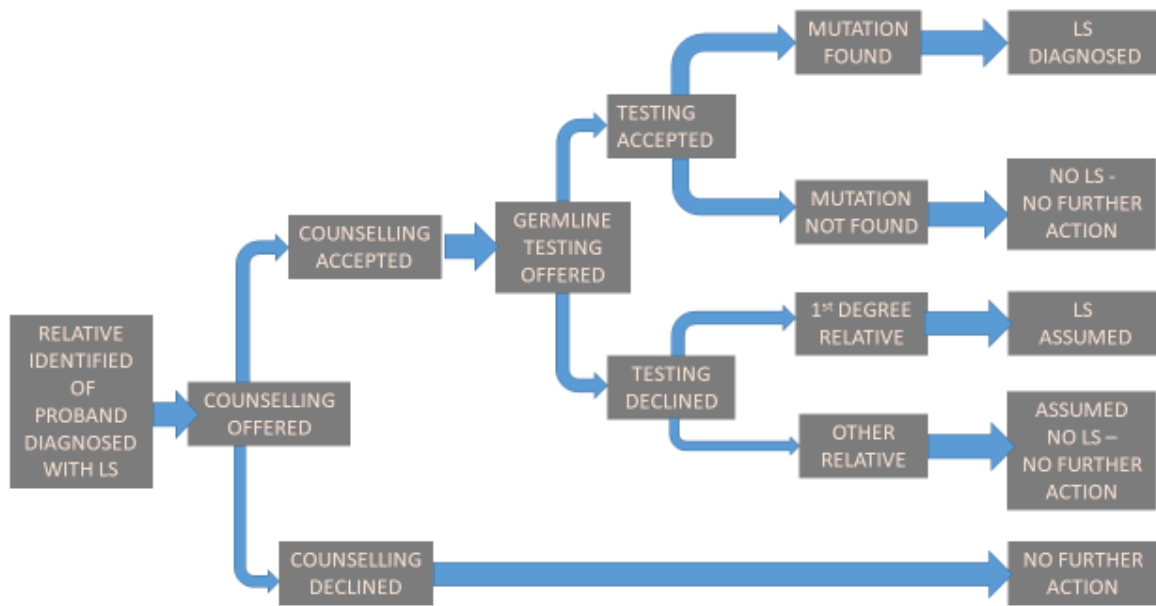 MUTATION
FOUND
LS
DIAGNOSED
TESTING
ACCEPTED
MUTATION
NOT FOUND
NO LS -
NO FURTHER
ACTION
COUNSELLING
ACCEPTED
GERMLINE
TESTING
OFFERED
1st DEGREE
RELATIVE
LS
ASSUMED
RELATIVE
IDENTIFIED
OF
PROBAND
DIAGNOSED
WITH LS
COUNSELLING
OFFERED
TESTING
DECLINED
OTHER
RELATIVE
ASSUMED
NO LS –
NO FURTHER
ACTION
COUNSELLING
DECLINED
NO FURTHER
ACTION